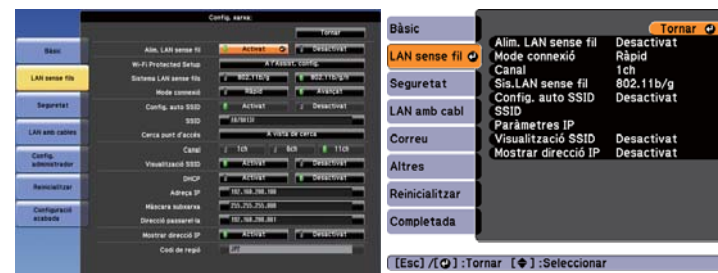 Config. xarxa:
Tornar
Bàsic
LAN sense fils
Seguretat
LAN amb cables
Config. administrador
Reinicialitzar
Configuració acabada
Alim. LAN sense fil Activat Desactivat
Wi-Fi Protected Setup A l'Assist. config.
Sistema LAN sense fils 802.11b/g 802.11b/g/n
Mode connexió Ràpid Avançat
Config. auto SSID Activat Desactivat
SSID
Cerca punt d'accés A vista de cerca
Canal 1ch 6ch 11ch
Visualització SSID Activat Desactivat
DHCP Activat Desactivat
Adreça IP
Màscara subxarxa
Direcció passarel·la
Mostrar direcció IP Activat Desactivat
Codi de regió
Bàsic
LAN sense fil
Seguretat
LAN amb cabl
Correu
Altres
Reinicialitzar
Completada
Tornar
Alim. LAN sense fil Desactivat
Mode connexió Ràpid
Canal 1ch
Sis.LAN sense fil 802.11b/g
Config. auto SSID Desactivat
SSID
Paràmetres IP
Visualització SSID Desactivat
Mostrar direcció IP Desactivat
[Esc] /[ ] :Tornar [ ] :Seleccionar